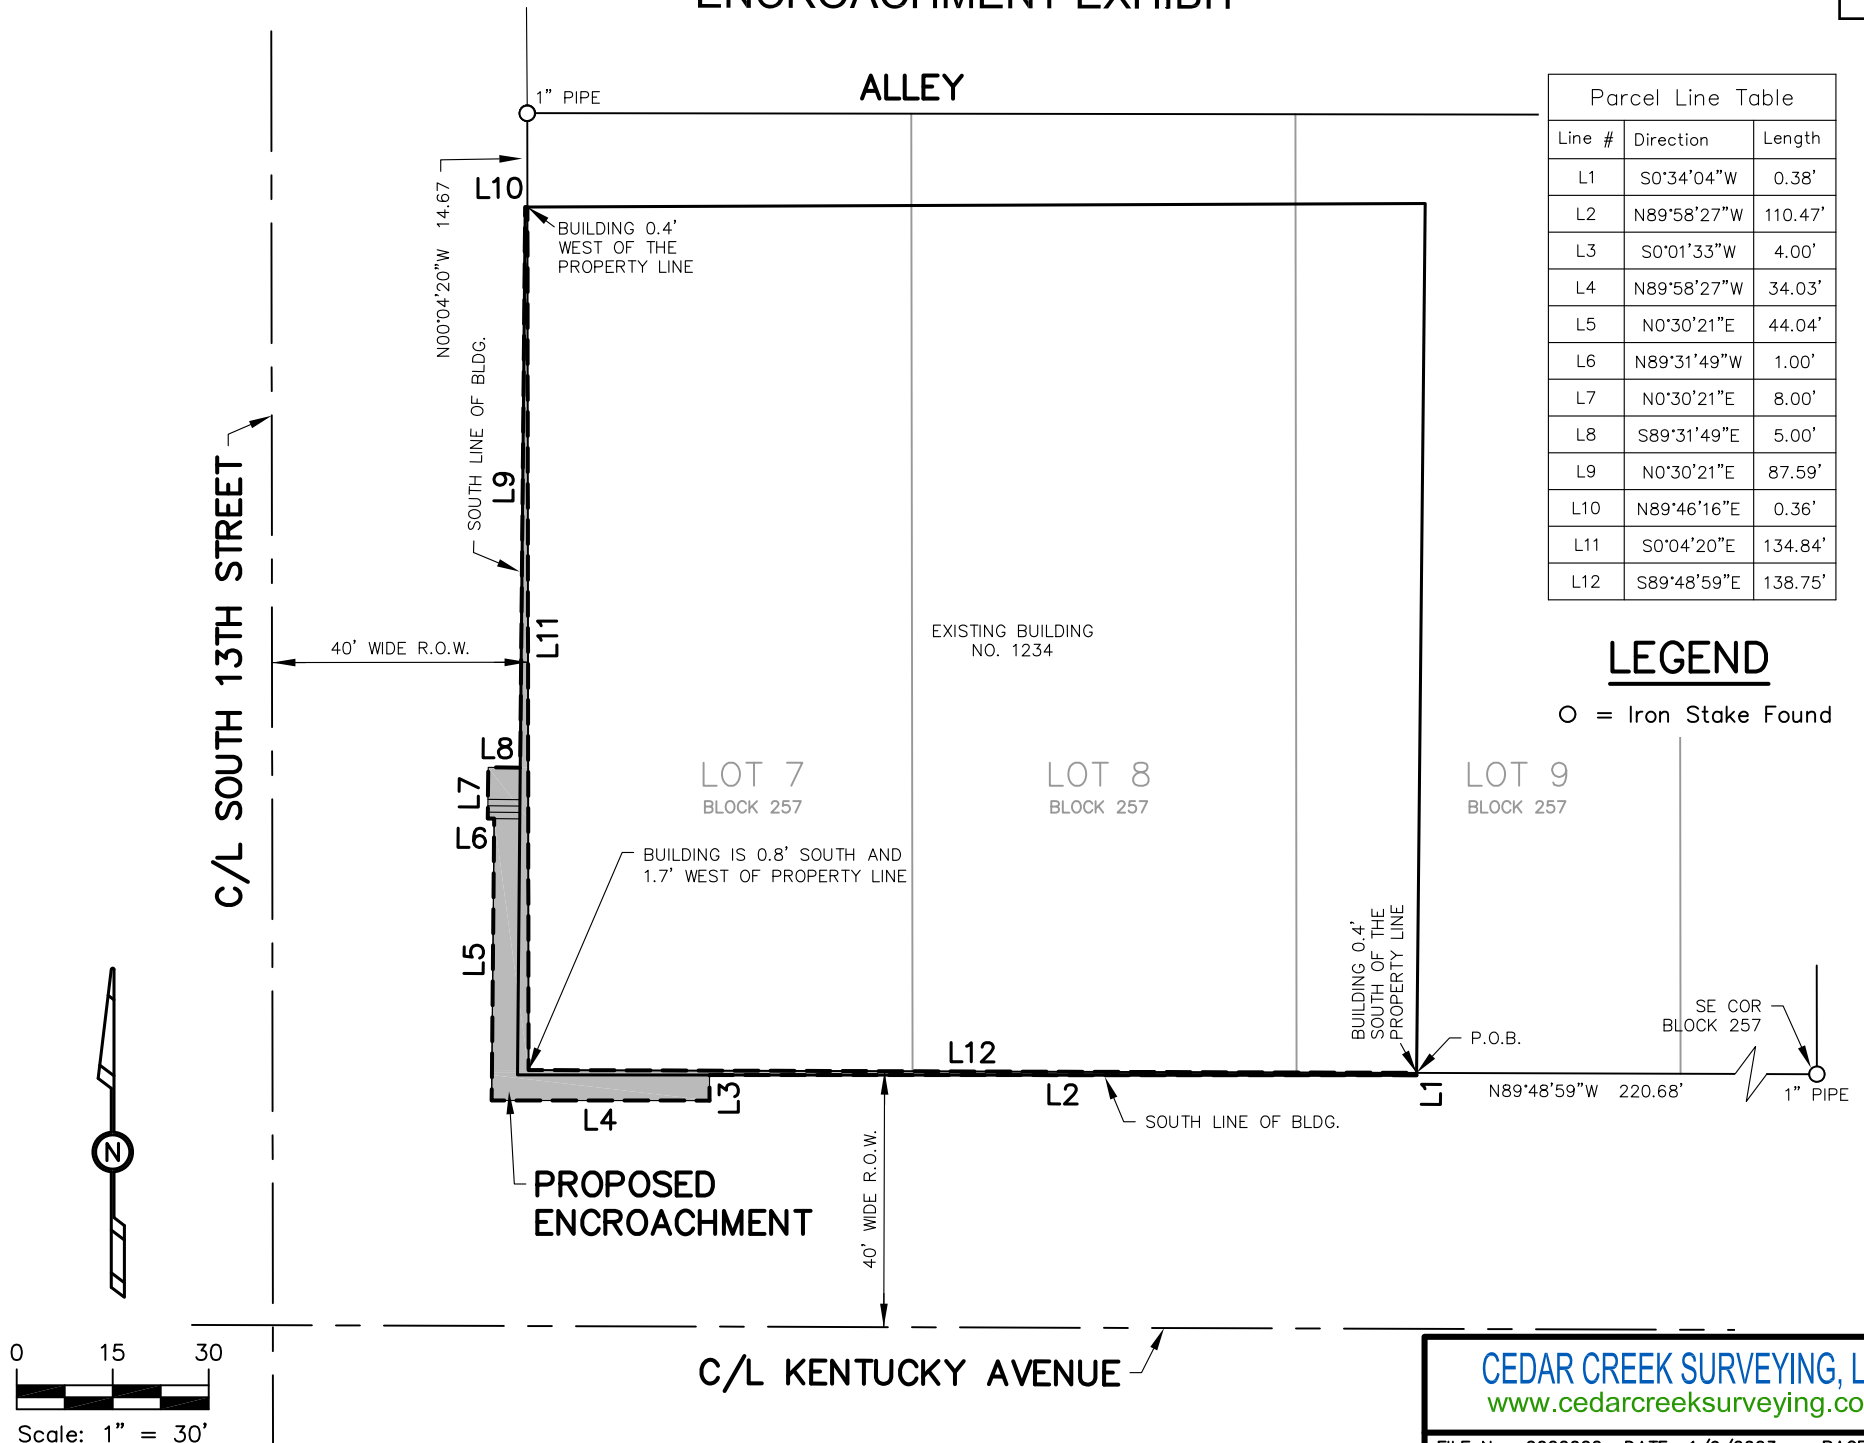 ENCROACHMENT EXHIBIT
ALLEY
1" PIPE
L10
N00°04'20"W 14.67
BUILDING 0.4'
WEST OF THE
PROPERTY LINE
Parcel Line Table
Line # Direction Length
L1 S0°34'04"W 0.38'
L2 N89°58'27"W 110.47'
L3 S0°01'33"W 4.00'
L4 N89°58'27"W 34.03'
L5 N0°30'21"E 44.04'
L6 N89°31'49"W 1.00'
L7 N0°30'21"E 8.00'
L8 S89°31'49"E 5.00'
L9 N0°30'21"E 87.59'
L10 N89°46'16"E 0.36'
L11 S0°04'20"E 134.84'
L12 S89°48'59"E 138.75'
LEGEND
= Iron Stake Found
SOUTH LINE OF BLDG.
L9
C/L SOUTH 13TH STREET
40' WIDE R.O.W.
L11
EXISTING BUILDING
NO. 1234
L8
L7
L6
L5
LOT 7
BLOCK 257
LOT 8
BLOCK 257
LOT 9
BLOCK 257
BUILDING IS 0.8' SOUTH AND
1.7' WEST OF PROPERTY LINE
BUILDING 0.4'
SOUTH OF THE
PROPERTY LINE
SE COR
BLOCK 257
P.O.B.
L12
L2
L1
L3
L4
N89°48'59"W 220.68'
1" PIPE
SOUTH LINE OF BLDG.
PROPOSED
ENCROACHMENT
40' WIDE R.O.W.
N
0 15 30
Scale: 1" = 30'
C/L KENTUCKY AVENUE
CEDAR CREEK SURVEYING, L
www.cedarcreeksurveying.co